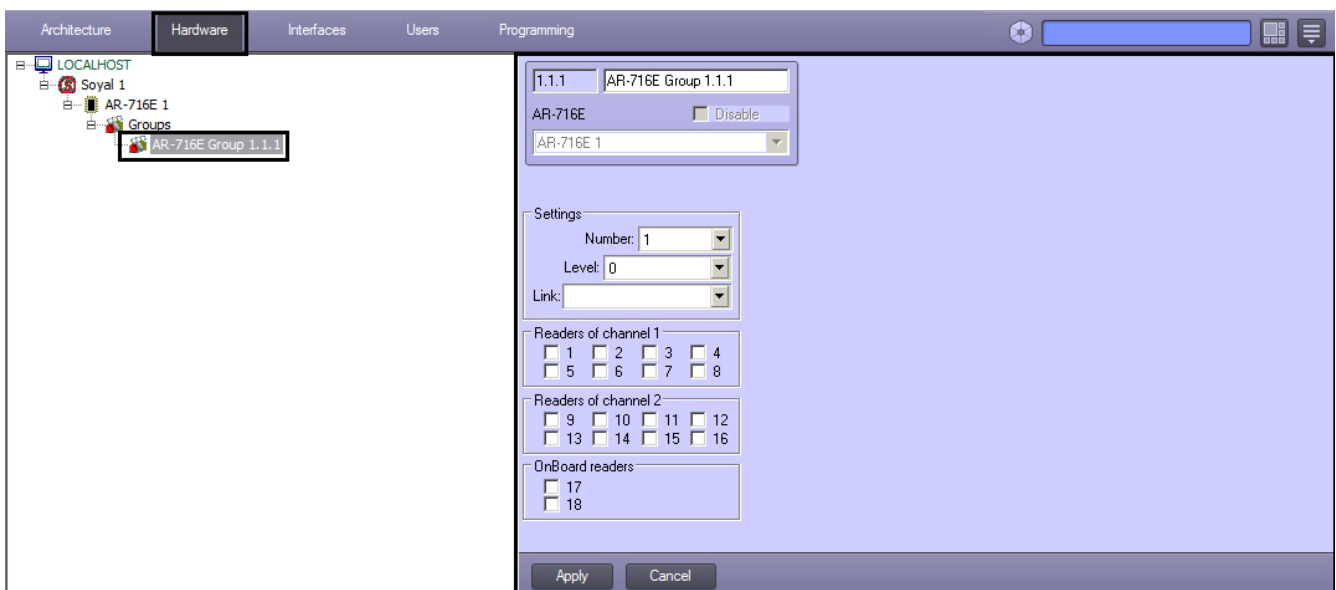 Architecture Hardware Interfaces Users Programming
LOCALHOST
Soyal 1
AR-716E 1
Groups
AR-716E Group 1.1.1
1.1.1 AR-716E Group 1.1.1
AR-716E Disable
AR-716E 1
Settings
Number: 1
Level: 0
Link:
Readers of channel 1
1 2 3 4
5 6 7 8
Readers of channel 2
9 10 11 12
13 14 15 16
OnBoard readers
17
18
Apply Cancel